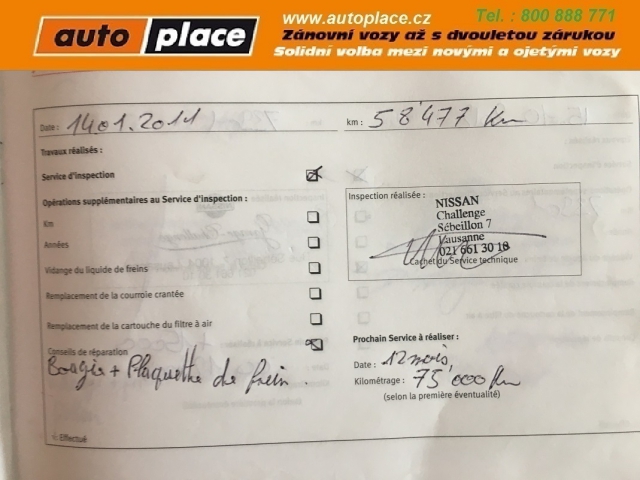 auto place
www.autoplace.cz
Tel. : 800 888 771
Zánovní vozy až s dvouletou zárukou
Solidní volba mezi novými a ojetými vozy
Date : 14.01.2011
km : 58'477 Km
Travaux réalisés :
Service d'inspection
Opérations supplémentaires au Service d'inspection :
Km
Années
Vidange du liquide de freins
Remplacement de la courroie crantée
Remplacement de la cartouche du filtre à air
Conseils de réparation
Bougie + Plaquette de frein.
Effectué
Inspection réalisée :
NISSAN
Challenge
Sébeillon 7
Lausanne
021 661 30 18
Cachet du Service technique
Prochain Service à réaliser :
Date : 12 mois,
Kilométrage : 75'000 Km
(selon la première éventualité)